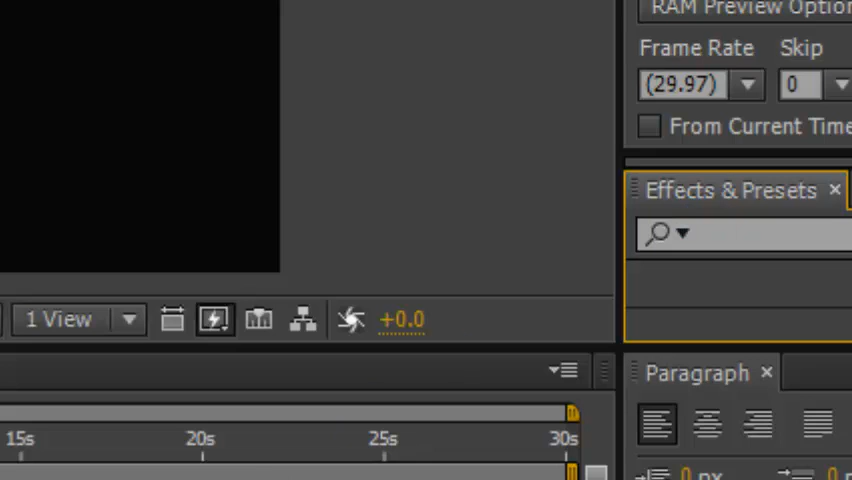 RAM Preview Option
Frame Rate Skip
(29.97) 0
From Current Time
Effects & Presets
1 View +0.0
Paragraph
15s 20s 25s 30s
0 px 0